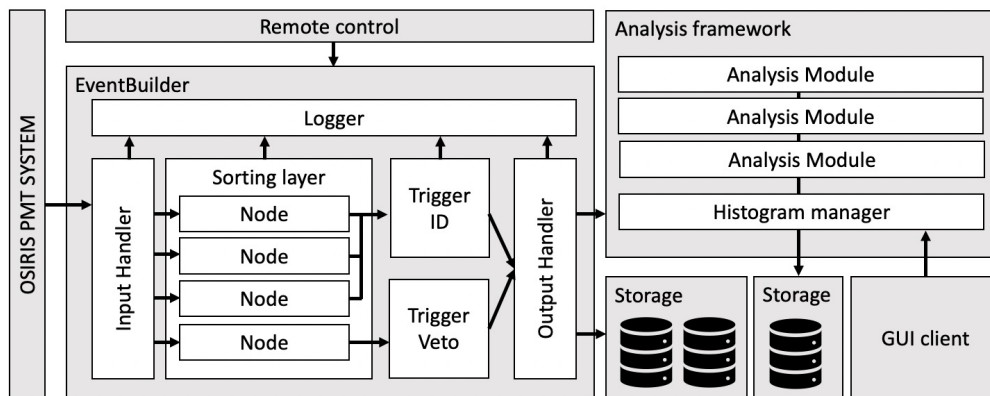 OSIRIS PMT SYSTEM
Remote control
EventBuilder
Logger
Input Handler
Sorting layer
Node
Node
Node
Node
Trigger
ID
Trigger
Veto
Output Handler
Analysis framework
Analysis Module
Analysis Module
Analysis Module
Histogram manager
Storage
Storage
GUI client